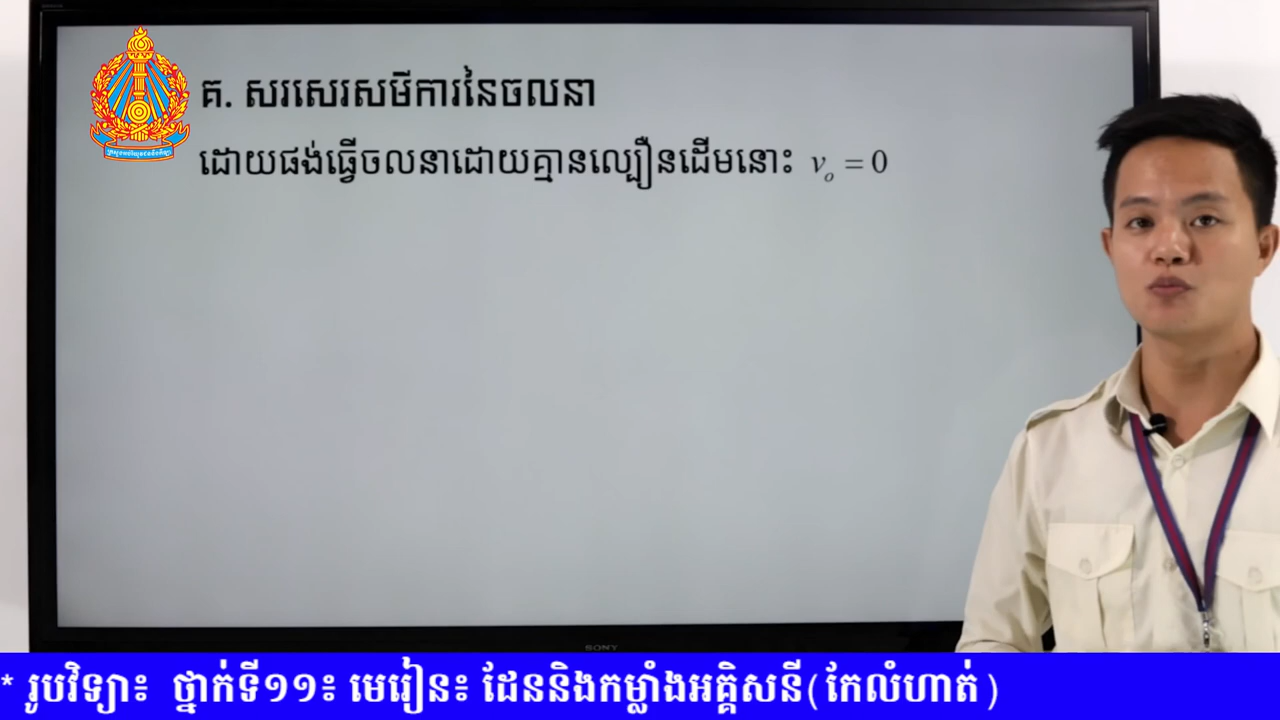 គ. សរសេរសមីការនៃចលនា
ដោយផង់ធ្វើចលនាដោយគ្មានល្បឿនដើមនោះ v₀ = 0
SONY
* រូបវិទ្យា៖ ថ្នាក់ទី១១៖ មេរៀន៖ ដែននិងកម្លាំងអគ្គិសនី(កែលំហាត់)